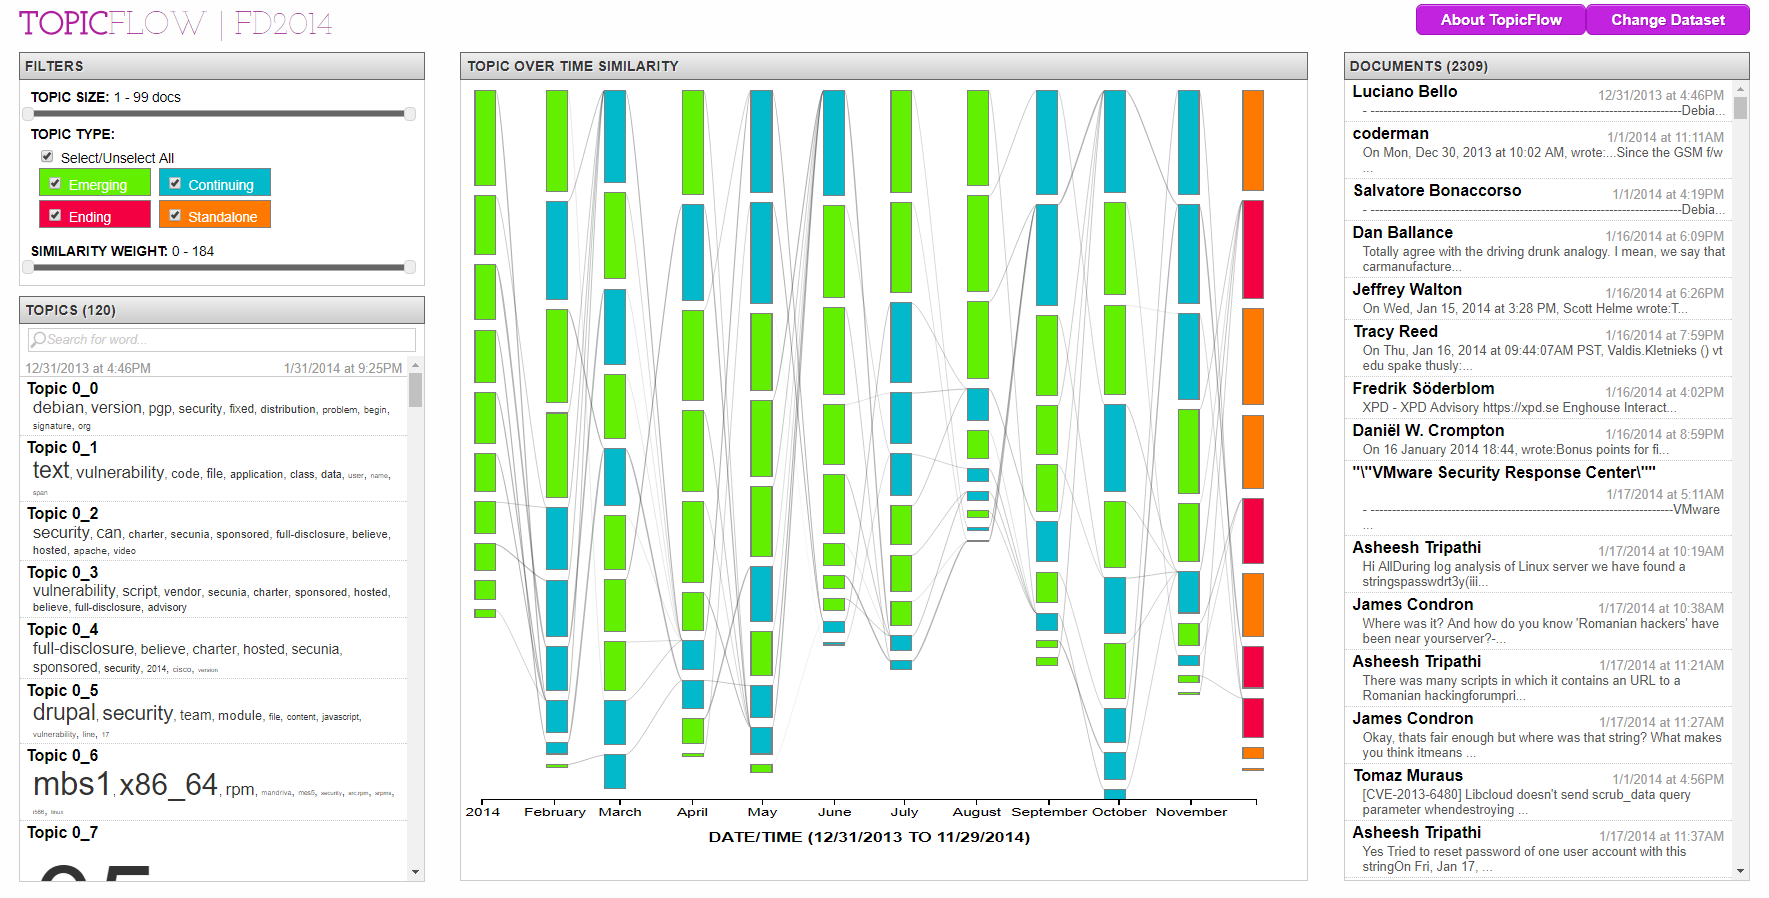 TOPICFLOW | FD2014
About TopicFlow
Change Dataset
FILTERS
TOPIC SIZE: 1 - 99 docs
TOPIC TYPE:
Select/Unselect All
Emerging
Continuing
Ending
Standalone
SIMILARITY WEIGHT: 0 - 184
TOPICS (120)
Search for word...
12/31/2013 at 4:46PM 1/31/2014 at 9:25PM
Topic 0_0
debian, version, pgp, security, fixed, distribution, problem, begin,
signature, org
Topic 0_1
text, vulnerability, code, file, application, class, data, user, name,
span
Topic 0_2
security, can, charter, secunia, sponsored, full-disclosure, believe,
hosted, apache, video
Topic 0_3
vulnerability, script, vendor, secunia, charter, sponsored, hosted,
believe, full-disclosure, advisory
Topic 0_4
full-disclosure, believe, charter, hosted, secunia,
sponsored, security, 2014, cisco, version
Topic 0_5
drupal, security, team, module, file, content, javascript,
vulnerability, line, 17
Topic 0_6
mbs1, x86_64, rpm, mandriva, mes5, security, src.rpm, srpms,
i586, linux
Topic 0_7
TOPIC OVER TIME SIMILARITY
2014 February March April May June July August September October November
DATE/TIME (12/31/2013 TO 11/29/2014)
DOCUMENTS (2309)
Luciano Bello
12/31/2013 at 4:46PM
- -------------------------------------------------------------------------Debia...
coderman
1/1/2014 at 11:11AM
On Mon, Dec 30, 2013 at 10:02 AM, wrote:...Since the GSM f/w
...
Salvatore Bonaccorso
1/1/2014 at 4:19PM
- -------------------------------------------------------------------------Debia...
Dan Ballance
1/16/2014 at 6:09PM
Totally agree with the driving drunk analogy. I mean, we say that
carmanufacture...
Jeffrey Walton
1/16/2014 at 6:26PM
On Wed, Jan 15, 2014 at 3:28 PM, Scott Helme wrote:T...
Tracy Reed
1/16/2014 at 7:59PM
On Thu, Jan 16, 2014 at 09:44:07AM PST, Valdis.Kletnieks () vt
edu spake thusly:...
Fredrik Söderblom
1/16/2014 at 4:02PM
XPD - XPD Advisory https://xpd.se Enghouse Interact...
Daniël W. Crompton
1/16/2014 at 8:59PM
On 16 January 2014 18:44, wrote:Bonus points for fi...
"\"VMware Security Response Center\""
1/17/2014 at 5:11AM
- -----------------------------------------------------------------------VMware
...
Asheesh Tripathi
1/17/2014 at 10:19AM
Hi AllDuring log analysis of Linux server we have found a
stringspasswdrt3y(iii...
James Condron
1/17/2014 at 10:38AM
Where was it? And how do you know 'Romanian hackers' have
been near yourserver?-...
Asheesh Tripathi
1/17/2014 at 11:21AM
There was many scripts in which it contains an URL to a
Romanian hackingforumpri...
James Condron
1/17/2014 at 11:27AM
Okay, thats fair enough but where was that string? What makes
you think itmeans ...
Tomaz Muraus
1/1/2014 at 4:56PM
[CVE-2013-6480] Libcloud doesn't send scrub_data query
parameter whendestroying ...
Asheesh Tripathi
1/17/2014 at 11:37AM
Yes Tried to reset password of one user account with this
stringOn Fri, Jan 17, ...